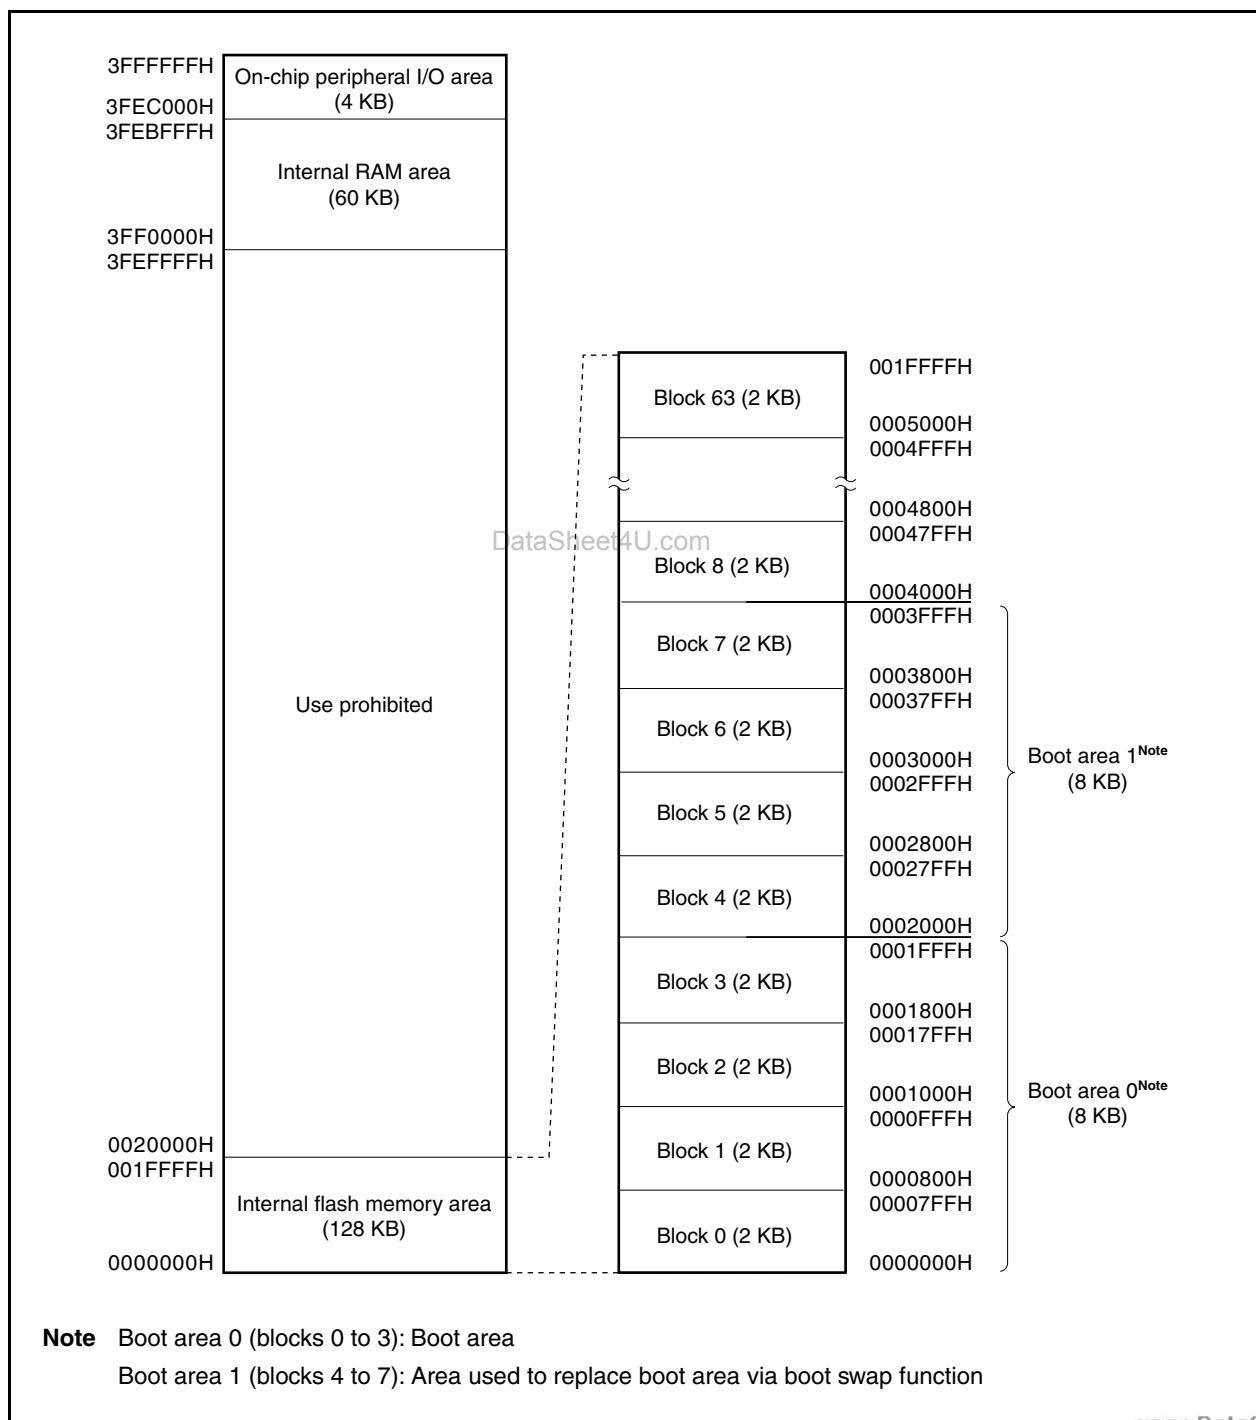 3FFFFFFH
On-chip peripheral I/O area
(4 KB)
3FEC000H
3FEBFFFH
Internal RAM area
(60 KB)
3FF0000H
3FEFFFFH
Use prohibited
0020000H
001FFFFH
Internal flash memory area
(128 KB)
0000000H
001FFFFH
Block 63 (2 KB)
0005000H
0004FFFH
0004800H
00047FFH
DataSheet4U.com
Block 8 (2 KB)
0004000H
0003FFFH
Block 7 (2 KB)
0003800H
00037FFH
Block 6 (2 KB)
0003000H
0002FFFH
Boot area 1Note
(8 KB)
Block 5 (2 KB)
0002800H
00027FFH
Block 4 (2 KB)
0002000H
0001FFFH
Block 3 (2 KB)
0001800H
00017FFH
Block 2 (2 KB)
0001000H
0000FFFH
Boot area 0Note
(8 KB)
Block 1 (2 KB)
0000800H
00007FFH
Block 0 (2 KB)
0000000H
Note Boot area 0 (blocks 0 to 3): Boot area
Boot area 1 (blocks 4 to 7): Area used to replace boot area via boot swap function